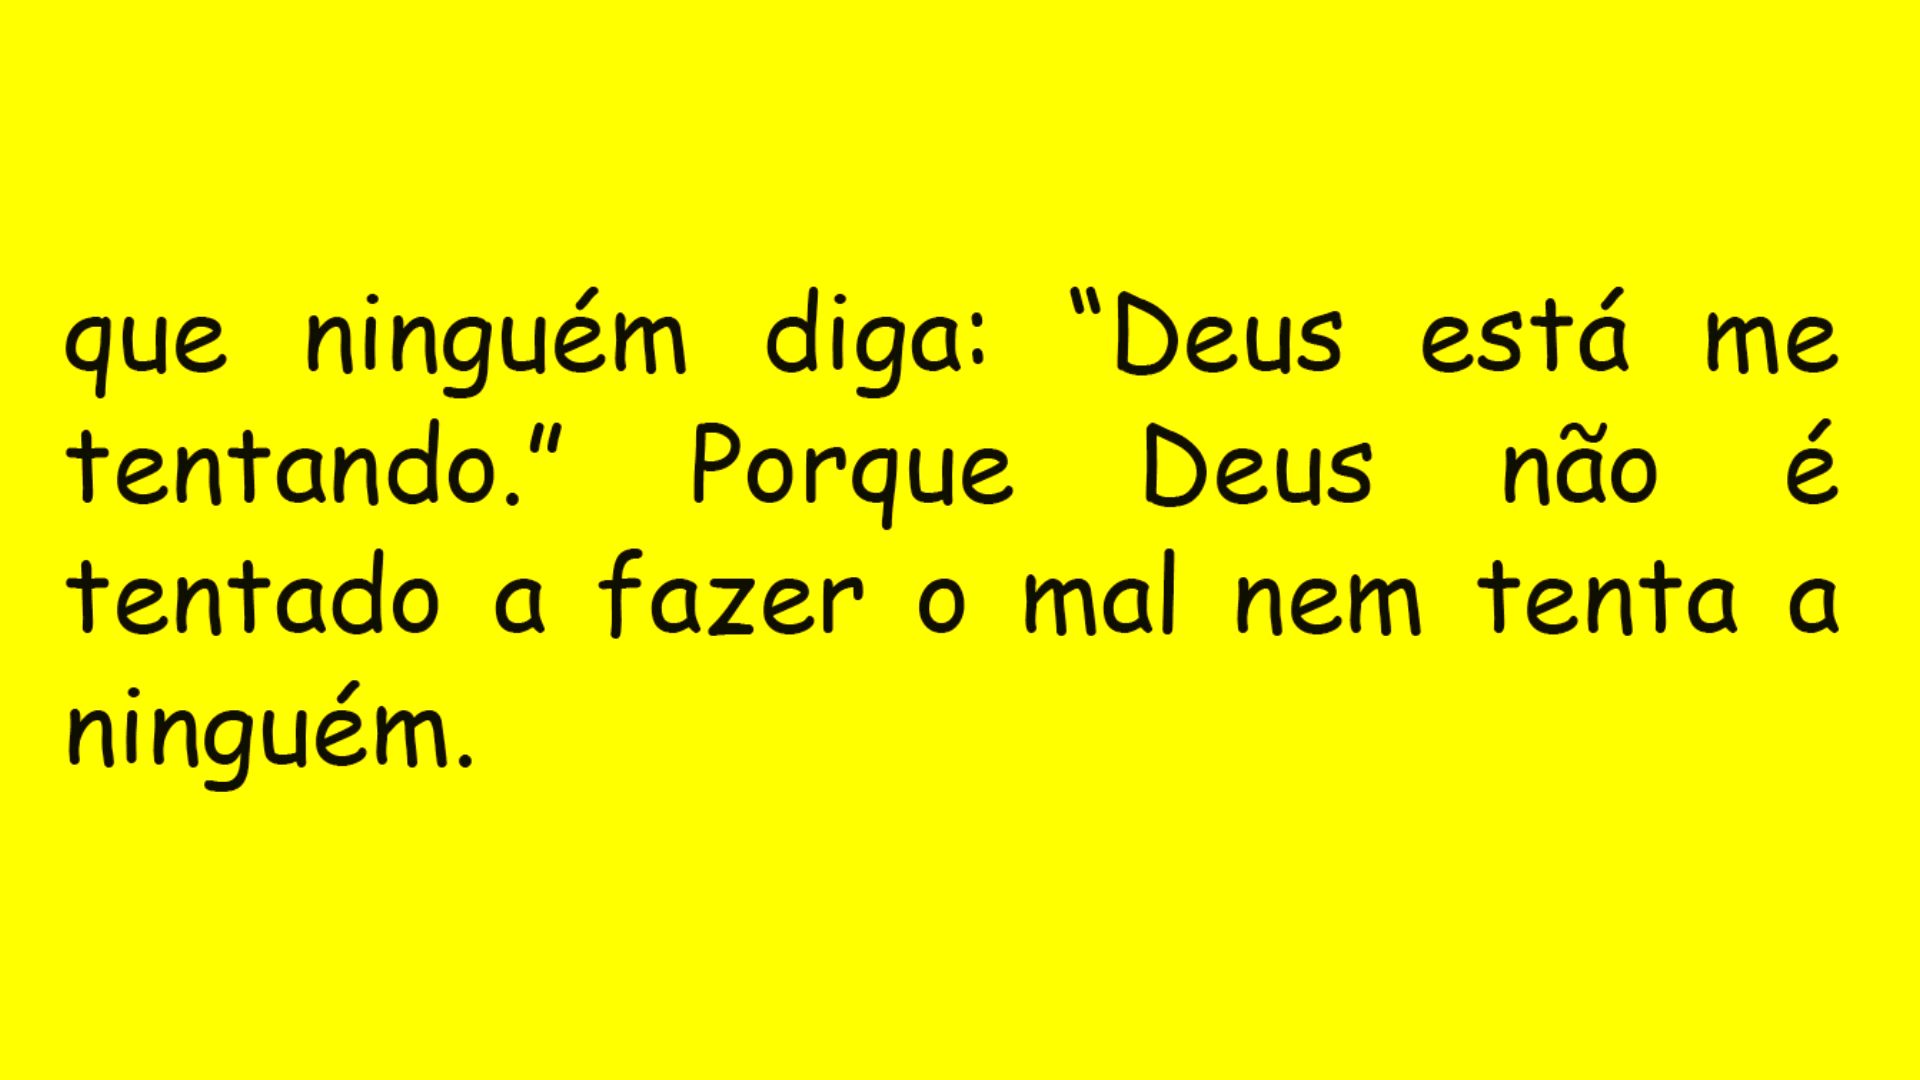 que ninguém diga: “Deus está me
tentando.” Porque Deus não é
tentado a fazer o mal nem tenta a
ninguém.